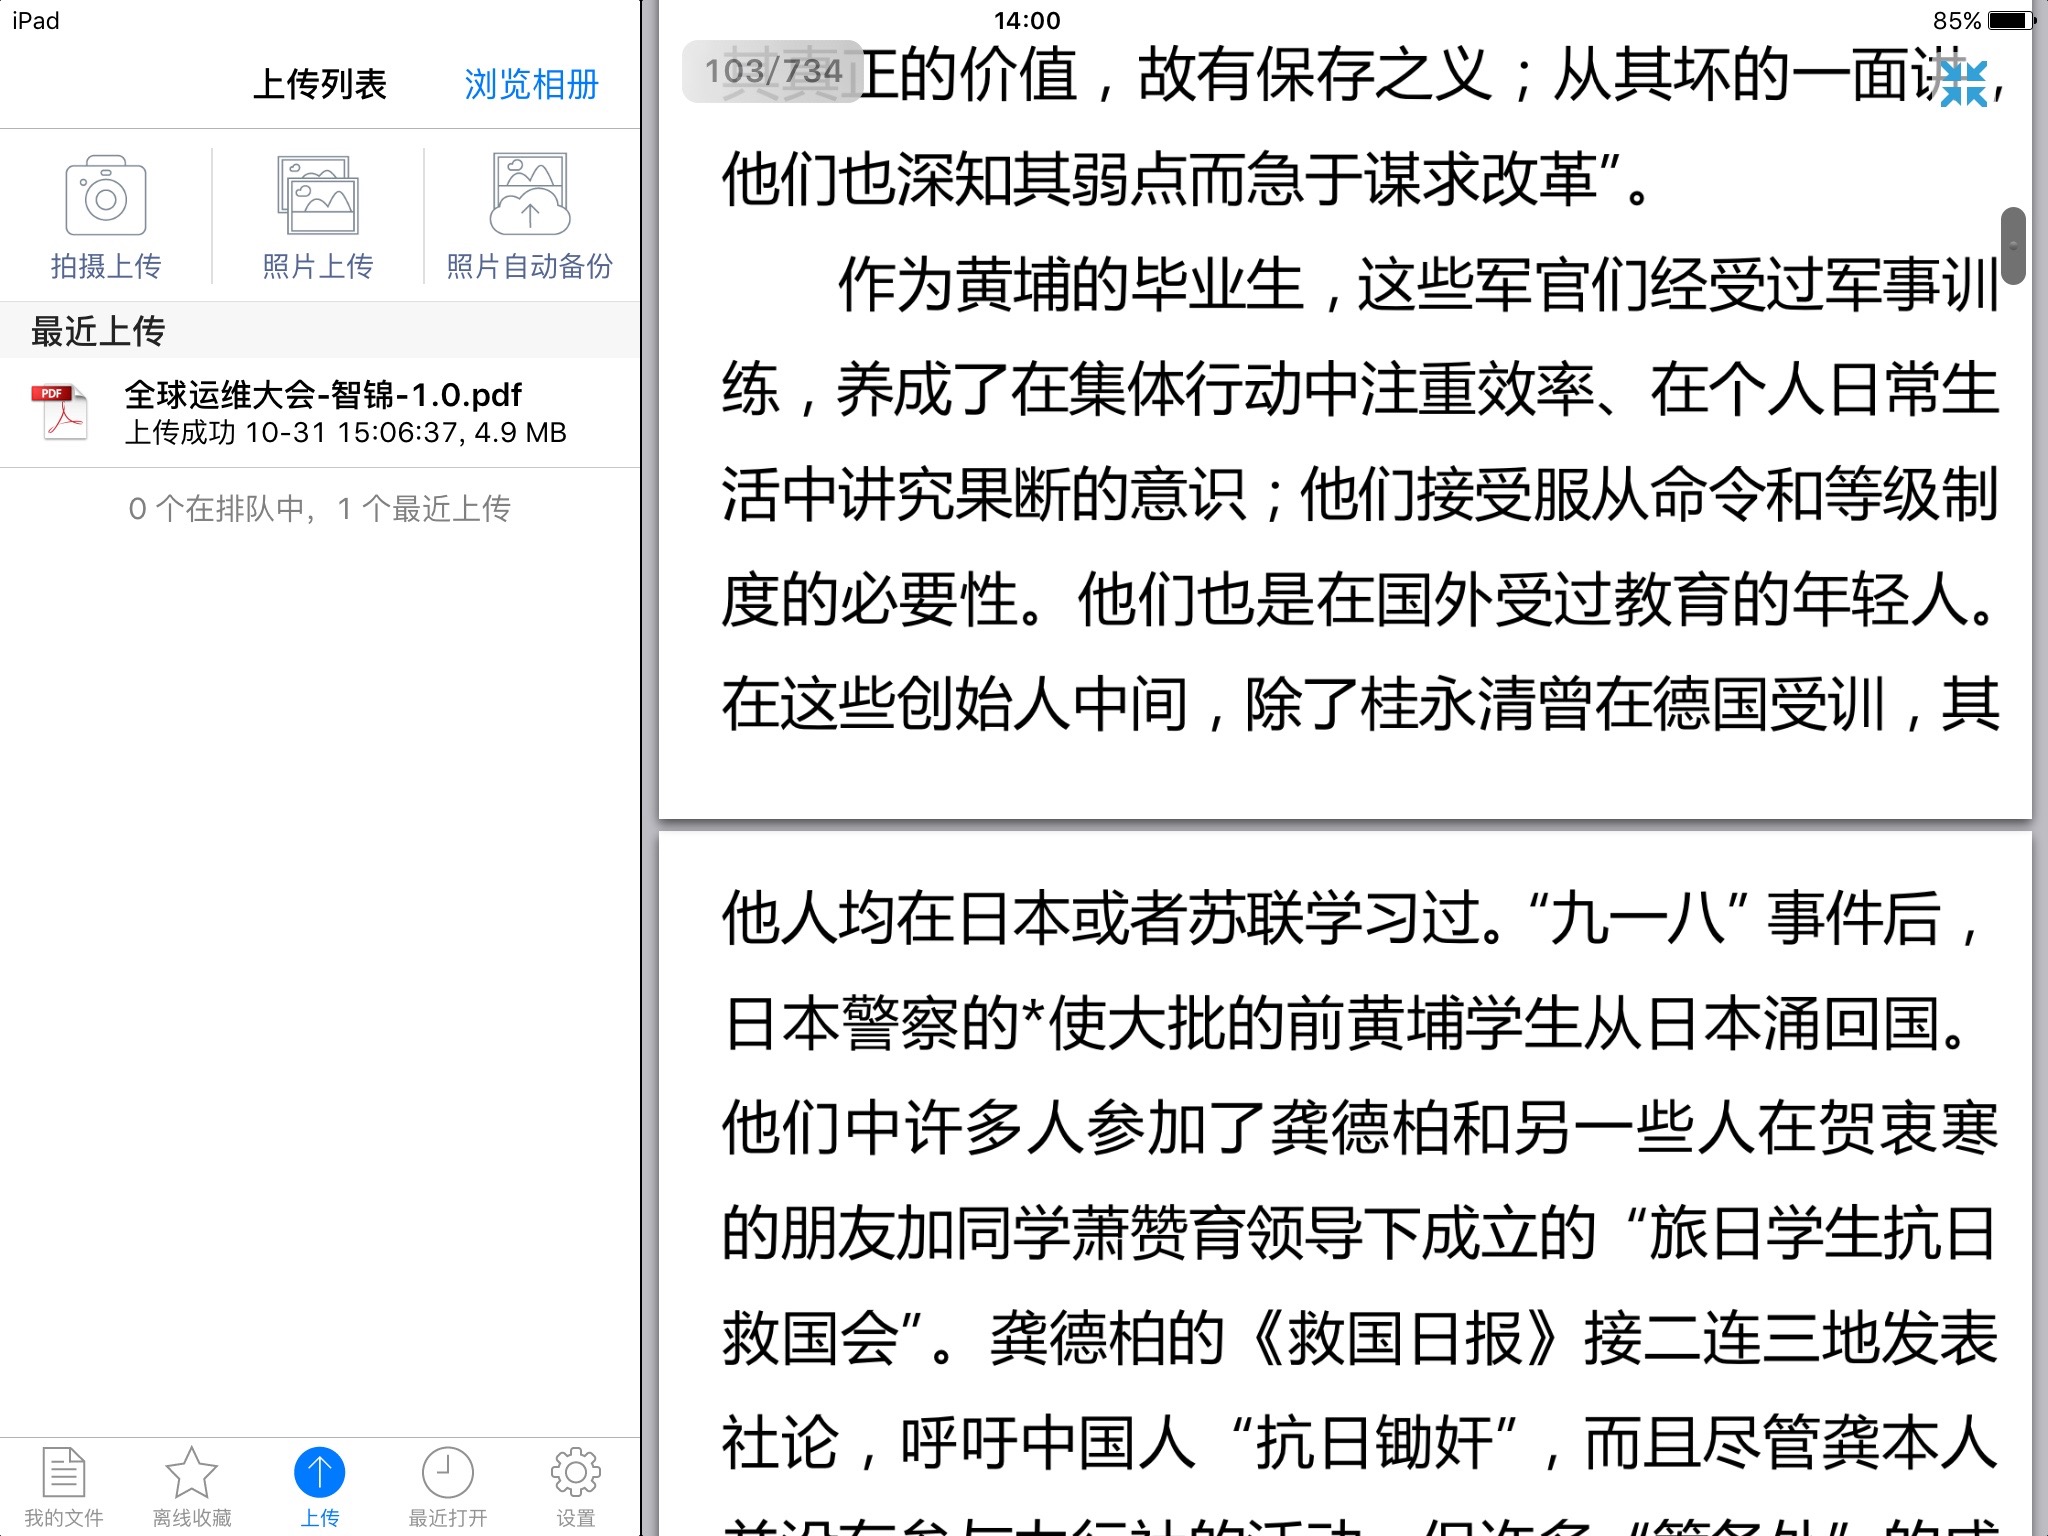 iPad
14:00
85%
上传列表
浏览相册
拍摄上传
照片上传
照片自动备份
最近上传
PDF
全球运维大会-智锦-1.0.pdf
上传成功 10-31 15:06:37, 4.9 MB
0 个在排队中，1 个最近上传
我的文件
离线收藏
上传
最近打开
设置
103/734
其真正的价值，故有保存之义；从其坏的一面讲，
他们也深知其弱点而急于谋求改革”。
作为黄埔的毕业生，这些军官们经受过军事训
练，养成了在集体行动中注重效率、在个人日常生
活中讲究果断的意识；他们接受服从命令和等级制
度的必要性。他们也是在国外受过教育的年轻人。
在这些创始人中间，除了桂永清曾在德国受训，其
他人均在日本或者苏联学习过。“九一八”事件后，
日本警察的*使大批的前黄埔学生从日本涌回国。
他们中许多人参加了龚德柏和另一些人在贺衷寒
的朋友加同学萧赞育领导下成立的“旅日学生抗日
救国会”。龚德柏的《救国日报》接二连三地发表
社论，呼吁中国人“抗日锄奸”，而且尽管龚本人